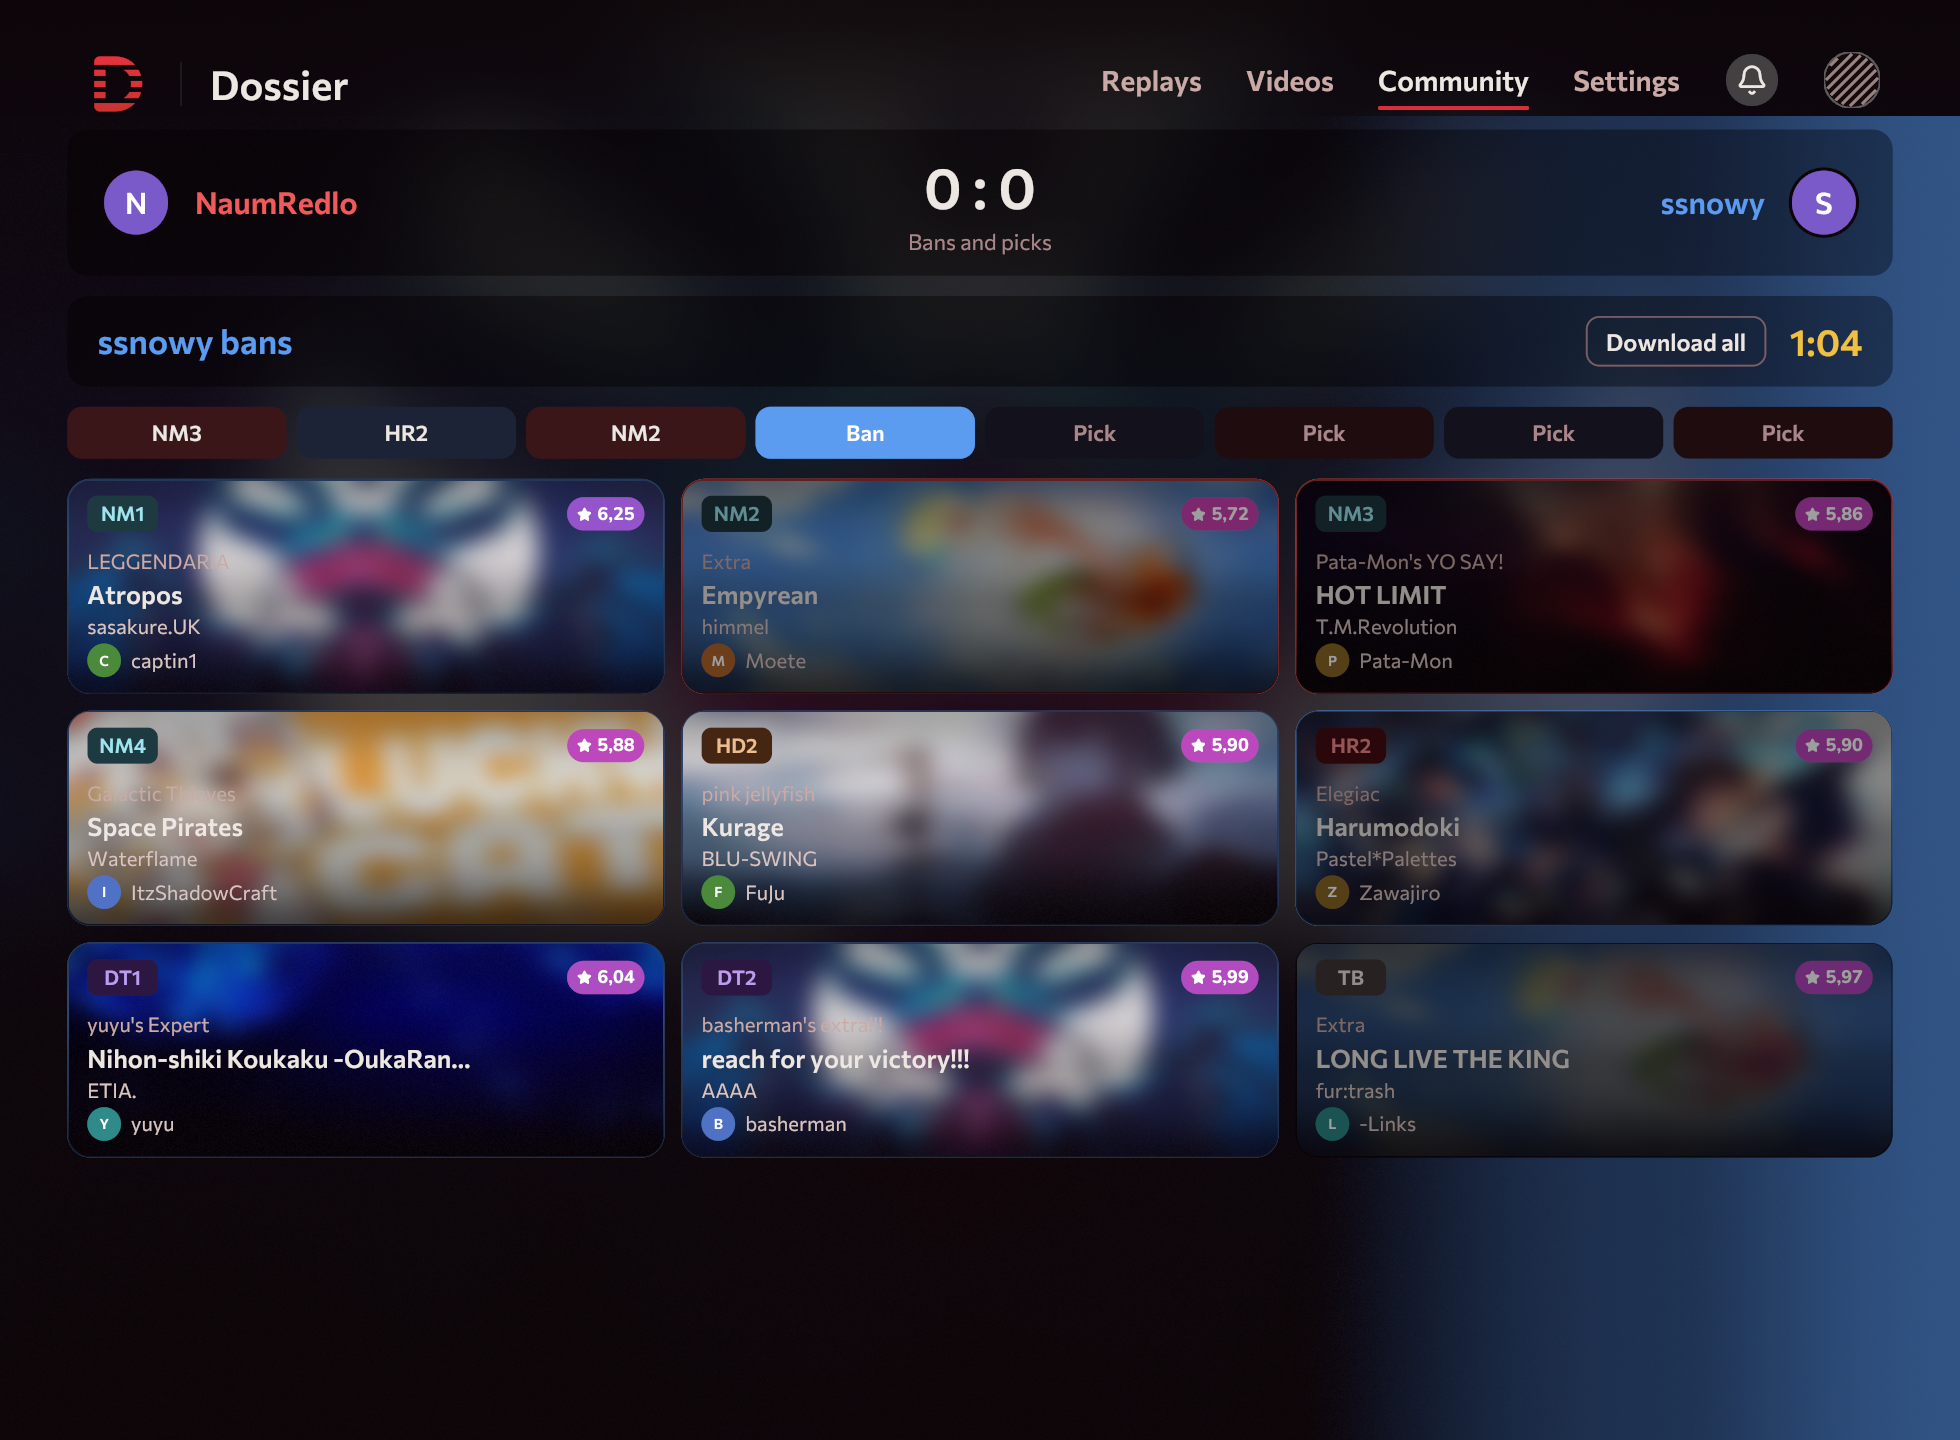 Dossier
Replays Videos Community Settings
N NaumRedlo
0 : 0
Bans and picks
ssnowy S
ssnowy bans
Download all 1:04
NM3 HR2 NM2 Ban Pick Pick Pick Pick
NM1 6,25
LEGGENDARIA
Atropos
sasakure.UK
C captin1
NM2 5,72
Extra
Empyrean
himmel
M Moete
NM3 5,86
Pata-Mon's YO SAY!
HOT LIMIT
T.M.Revolution
P Pata-Mon
NM4 5,88
Galactic Thieves
Space Pirates
Waterflame
I ItzShadowCraft
HD2 5,90
pink jellyfish
Kurage
BLU-SWING
F FuJu
HR2 5,90
Elegiac
Harumodoki
Pastel*Palettes
Z Zawajiro
DT1 6,04
yuyu's Expert
Nihon-shiki Koukaku -OukaRan...
ETIA.
Y yuyu
DT2 5,99
basherman's extra!!!
reach for your victory!!!
AAAA
B basherman
TB 5,97
Extra
LONG LIVE THE KING
fur:trash
L -Links